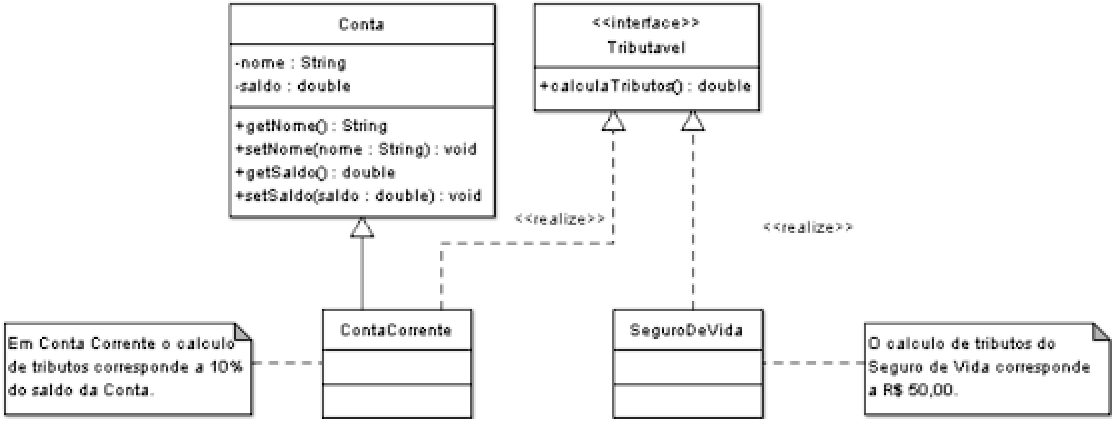 Conta
-nome : String
-saldo : double
+getNome() : String
+setNome(nome : String) : void
+getSaldo() : double
+setSaldo(saldo : double) : void
<<interface>>
Tributavel
+calculaTributos() : double
<<realize>>
<<realize>>
Em Conta Corrente o calculo
de tributos corresponde a 10%
do saldo da Conta.
ContaCorrente
SeguroDeVida
O calculo de tributos do
Seguro de Vida corresponde
a R$ 50,00.